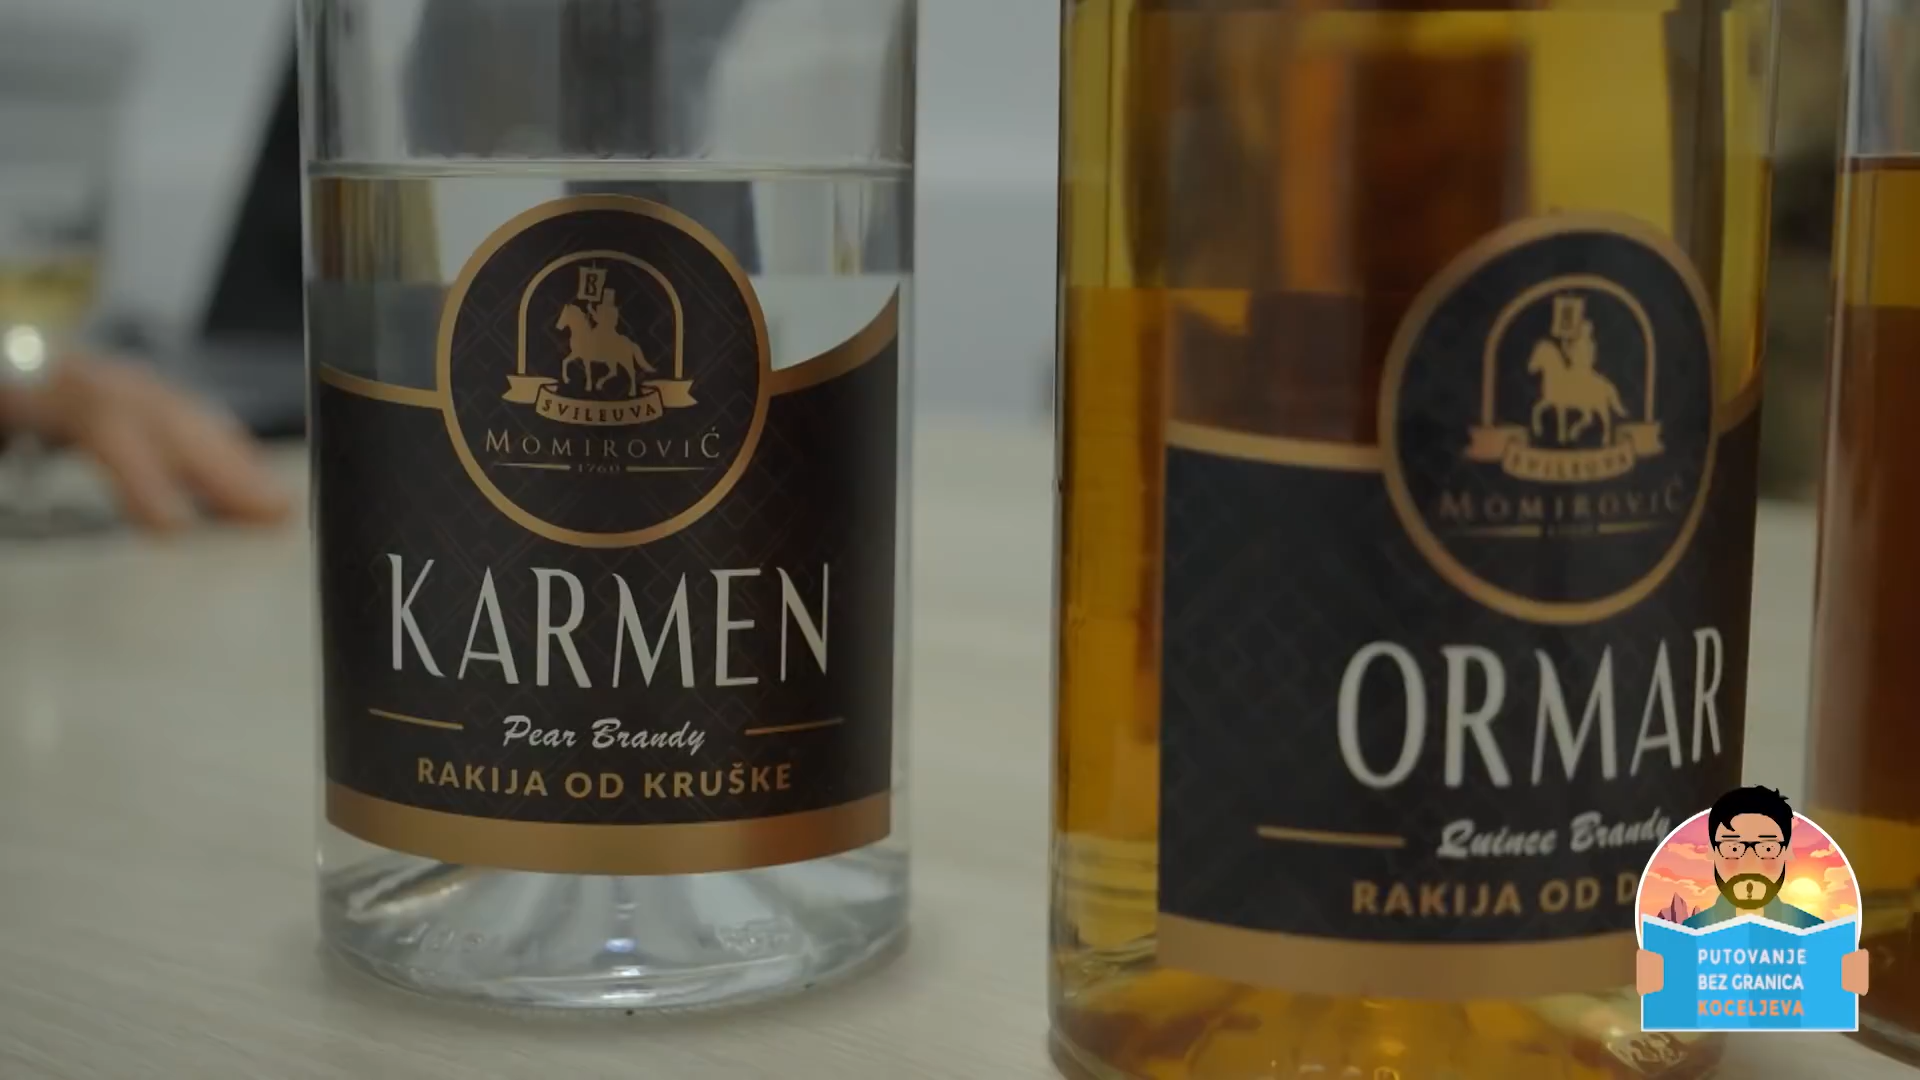 B
SVILEUVA
MOMIROVIĆ
1760
KARMEN
Pear Brandy
RAKIJA OD KRUŠKE
B
SVILEUVA
MOMIROVIĆ
ORMAR
Quince Brandy
RAKIJA OD
PUTOVANJE
BEZ GRANICA
KOCELJEVA